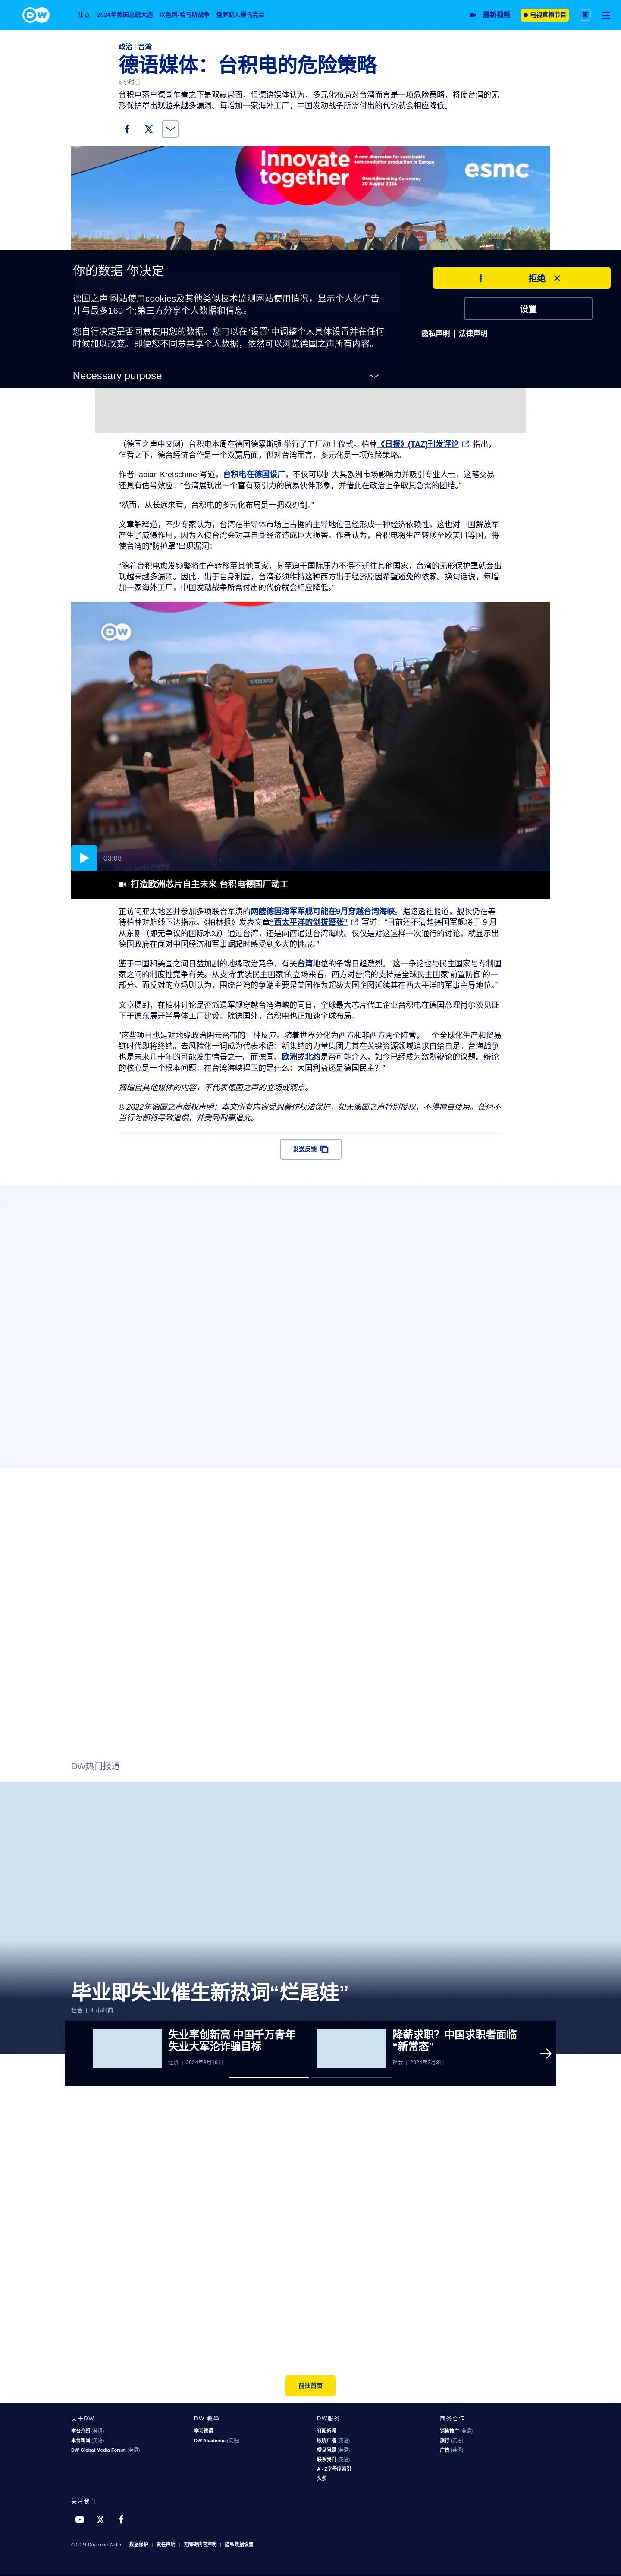 DW 焦点 2024年美国总统大选 以色列-哈马斯战争 俄罗斯入侵乌克兰 最新视频 电视直播节目 繁
政治 | 台湾
德语媒体：台积电的危险策略
5 小时前
台积电落户德国乍看之下是双赢局面，但德语媒体认为，多元化布局对台湾而言是一项危险策略，将使台湾的无
形保护罩出现越来越多漏洞。每增加一家海外工厂，中国发动战争所需付出的代价就会相应降低。
Innovate
together
A new dimension for sustainable
semiconductor production in Europe
Groundbreaking Ceremony
20 August 2024
esmc
你的数据 你决定
德国之声'网站使用cookies及其他类似技术监测网站使用情况，显示个人化广告
并与最多169 个;第三方分享个人数据和信息。
您自行决定是否同意使用您的数据。您可以在"设置"中调整个人具体设置并在任何
时候加以改变。即便您不同意共享个人数据，依然可以浏览德国之声所有内容。
Necessary purpose
拒绝
设置
隐私声明 | 法律声明
（德国之声中文网）台积电本周在德国德累斯顿 举行了工厂动土仪式。柏林《日报》(TAZ)刊发评论 指出，
乍看之下，德台经济合作是一个双赢局面，但对台湾而言，多元化是一项危险策略。
作者Fabian Kretschmer写道，台积电在德国设厂，不仅可以扩大其欧洲市场影响力并吸引专业人士，这笔交易
还具有信号方效应："台湾展现出一个富有吸引力的贸易伙伴形象，并借此在政治上争取其急需的团结。"
"然而，从长远来看，台积电的多元化布局是一把双刃剑。"
文章解释道，不少专家认为，台湾在半导体市场上占据的主导地位已经形成一种经济依赖性，这也对中国解放军
产生了威慑作用，因为入侵台湾会对其自身经济造成巨大损害。作者认为，台积电将生产转移至欧美日等国，将
使台湾的"防护罩"出现漏洞：
"随着台积电愈发频繁将生产转移至其他国家，甚至迫于国际压力不得不迁往其他国家，台湾的无形保护罩就会出
现越来越多漏洞。因此，出于自身利益，台湾必须维持这种西方出于经济原因希望避免的依赖。换句话说，每增
加一家海外工厂，中国发动战争所需付出的代价就会相应降低。"
DW
03:08
打造欧洲芯片自主未来 台积电德国厂动工
正访问亚太地区并参加多项联合军演的两艘德国海军军舰可能在9月穿越台湾海峡。据路透社报道，舰长仍在等
待柏林对航线下达指示。《柏林报》发表文章"西太平洋的剑拔弩张" 写道："目前还不清楚德国军舰将于 9 月
从东侧（即无争议的国际水域）通过台湾，还是向西通过台湾海峡。仅仅是对这这样一次通行的讨论，就显示出
德国政府在面对中国经济和军事崛起时感受到多大的挑战。"
鉴于中国和美国之间日益加剧的地缘政治竞争，有关台湾地位的争端日趋激烈。"这一争论也与民主国家与专制国
家之间的制度性竞争有关。从支持'武装民主国家'的立场来看，西方对台湾的支持是全球民主国家'前置防御'的一
部分。而反对的立场则认为，围绕台湾的争端主要是美国作为超级大国企图延续其在西太平洋的军事主导地位。"
文章提到，在柏林讨论是否派遣军舰穿越台湾海峡的同日，全球最大芯片代工企业台积电在德国总理肖尔茨见证
下于德东展开半导体工厂建设。除德国外，台积电也正加速全球布局。
"这些项目也是对地缘政治阴云密布的一种反应。随着世界分化为西方和非西方两个阵营，一个全球化生产和贸易
链时代即将终结。去风险化一词成为代表术语：新集结的力量集团尤其在关键资源领域追求自给自足。台海战争
也是未来几十年的可能发生情景之一。而德国、欧洲或北约是否可能介入，如今已经成为激烈辩论的议题。辩论
的核心是一个根本问题：在台湾海峡捍卫的是什么：大国利益还是德国民主？"
摘编自其他媒体的内容，不代表德国之声的立场或观点。
© 2022年德国之声版权声明：本文所有内容受到著作权法保护，如无德国之声特别授权，不得擅自使用。任何不
当行为都将导致追偿，并受到刑事追究。
发送反馈
DW热门报道
毕业即失业催生新热词"烂尾娃"
社会 | 4 小时前
失业率创新高 中国千万青年
失业大军沦诈骗目标
经济 | 2024年8月19日
降薪求职？中国求职者面临
"新常态"
社会 | 2024年3月3日
前往首页
关于DW
本台介绍 (英语)
本台新闻 (英语)
DW Global Media Forum (英语)
DW 教學
学习德语
DW Akademie (英语)
DW服务
订阅新闻
收听广播 (英语)
常见问题 (英语)
联系我们 (英语)
A - Z字母序索引
头条
商务合作
销售推广 (英语)
旅行 (英语)
广告 (英语)
关注我们
© 2024 Deutsche Welle | 数据保护 | 责任声明 | 无障碍内容声明 | 隐私数据设置